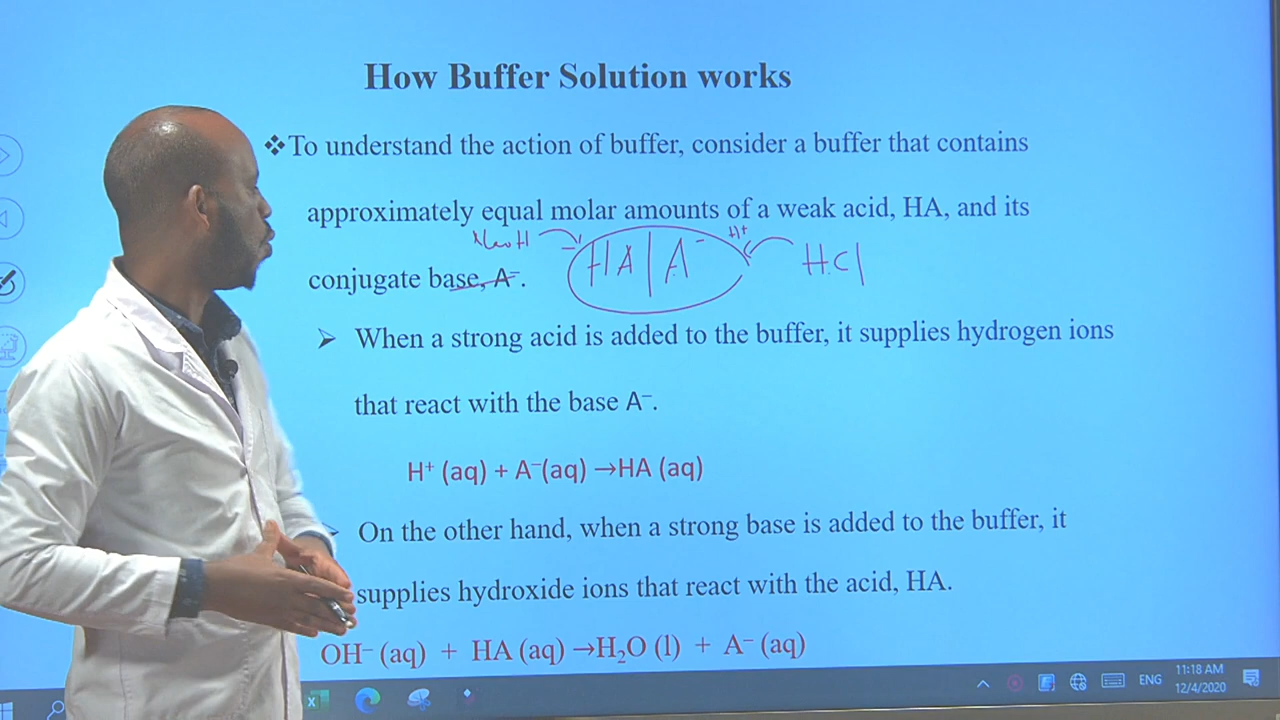 How Buffer Solution works
❖To understand the action of buffer, consider a buffer that contains
approximately equal molar amounts of a weak acid, HA, and its
NaoH HA|A⁻ H⁺ HCl
conjugate base, A⁻.
➢ When a strong acid is added to the buffer, it supplies hydrogen ions
that react with the base A⁻.
H⁺ (aq) + A⁻(aq) →HA (aq)
➢ On the other hand, when a strong base is added to the buffer, it
supplies hydroxide ions that react with the acid, HA.
OH⁻ (aq) + HA (aq) →H₂O (l) + A⁻ (aq)
ENG
11:18 AM
12/4/2020